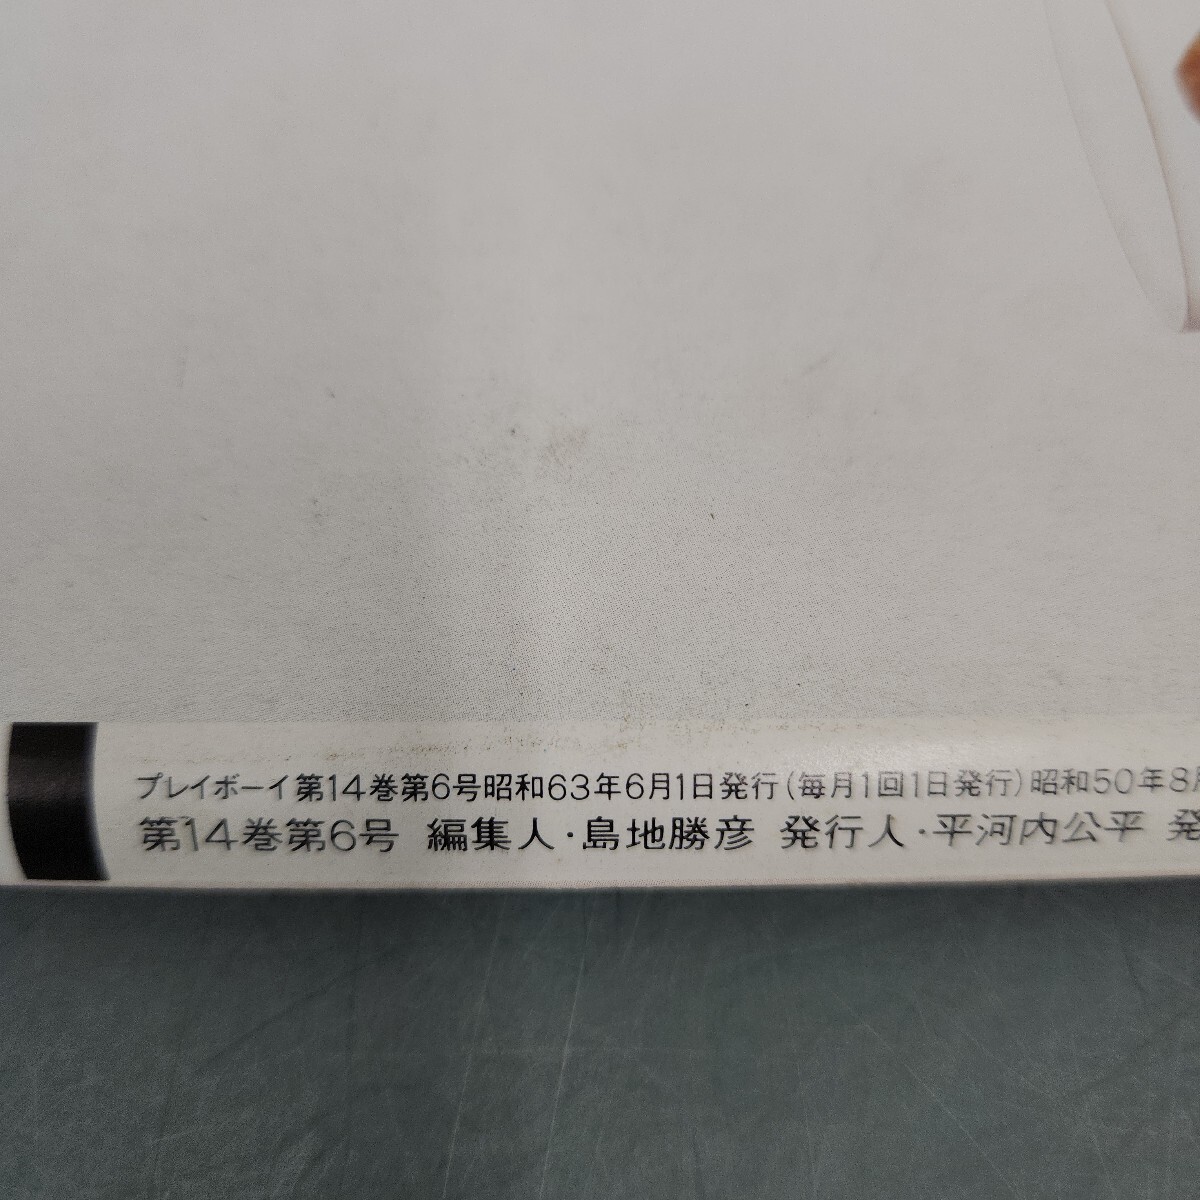 プレイボーイ第14巻第6号昭和63年6月1日発行(毎月1回1日発行)昭和50年8月
第14巻第6号 編集人・島地勝彦 発行人・平河内公平 発